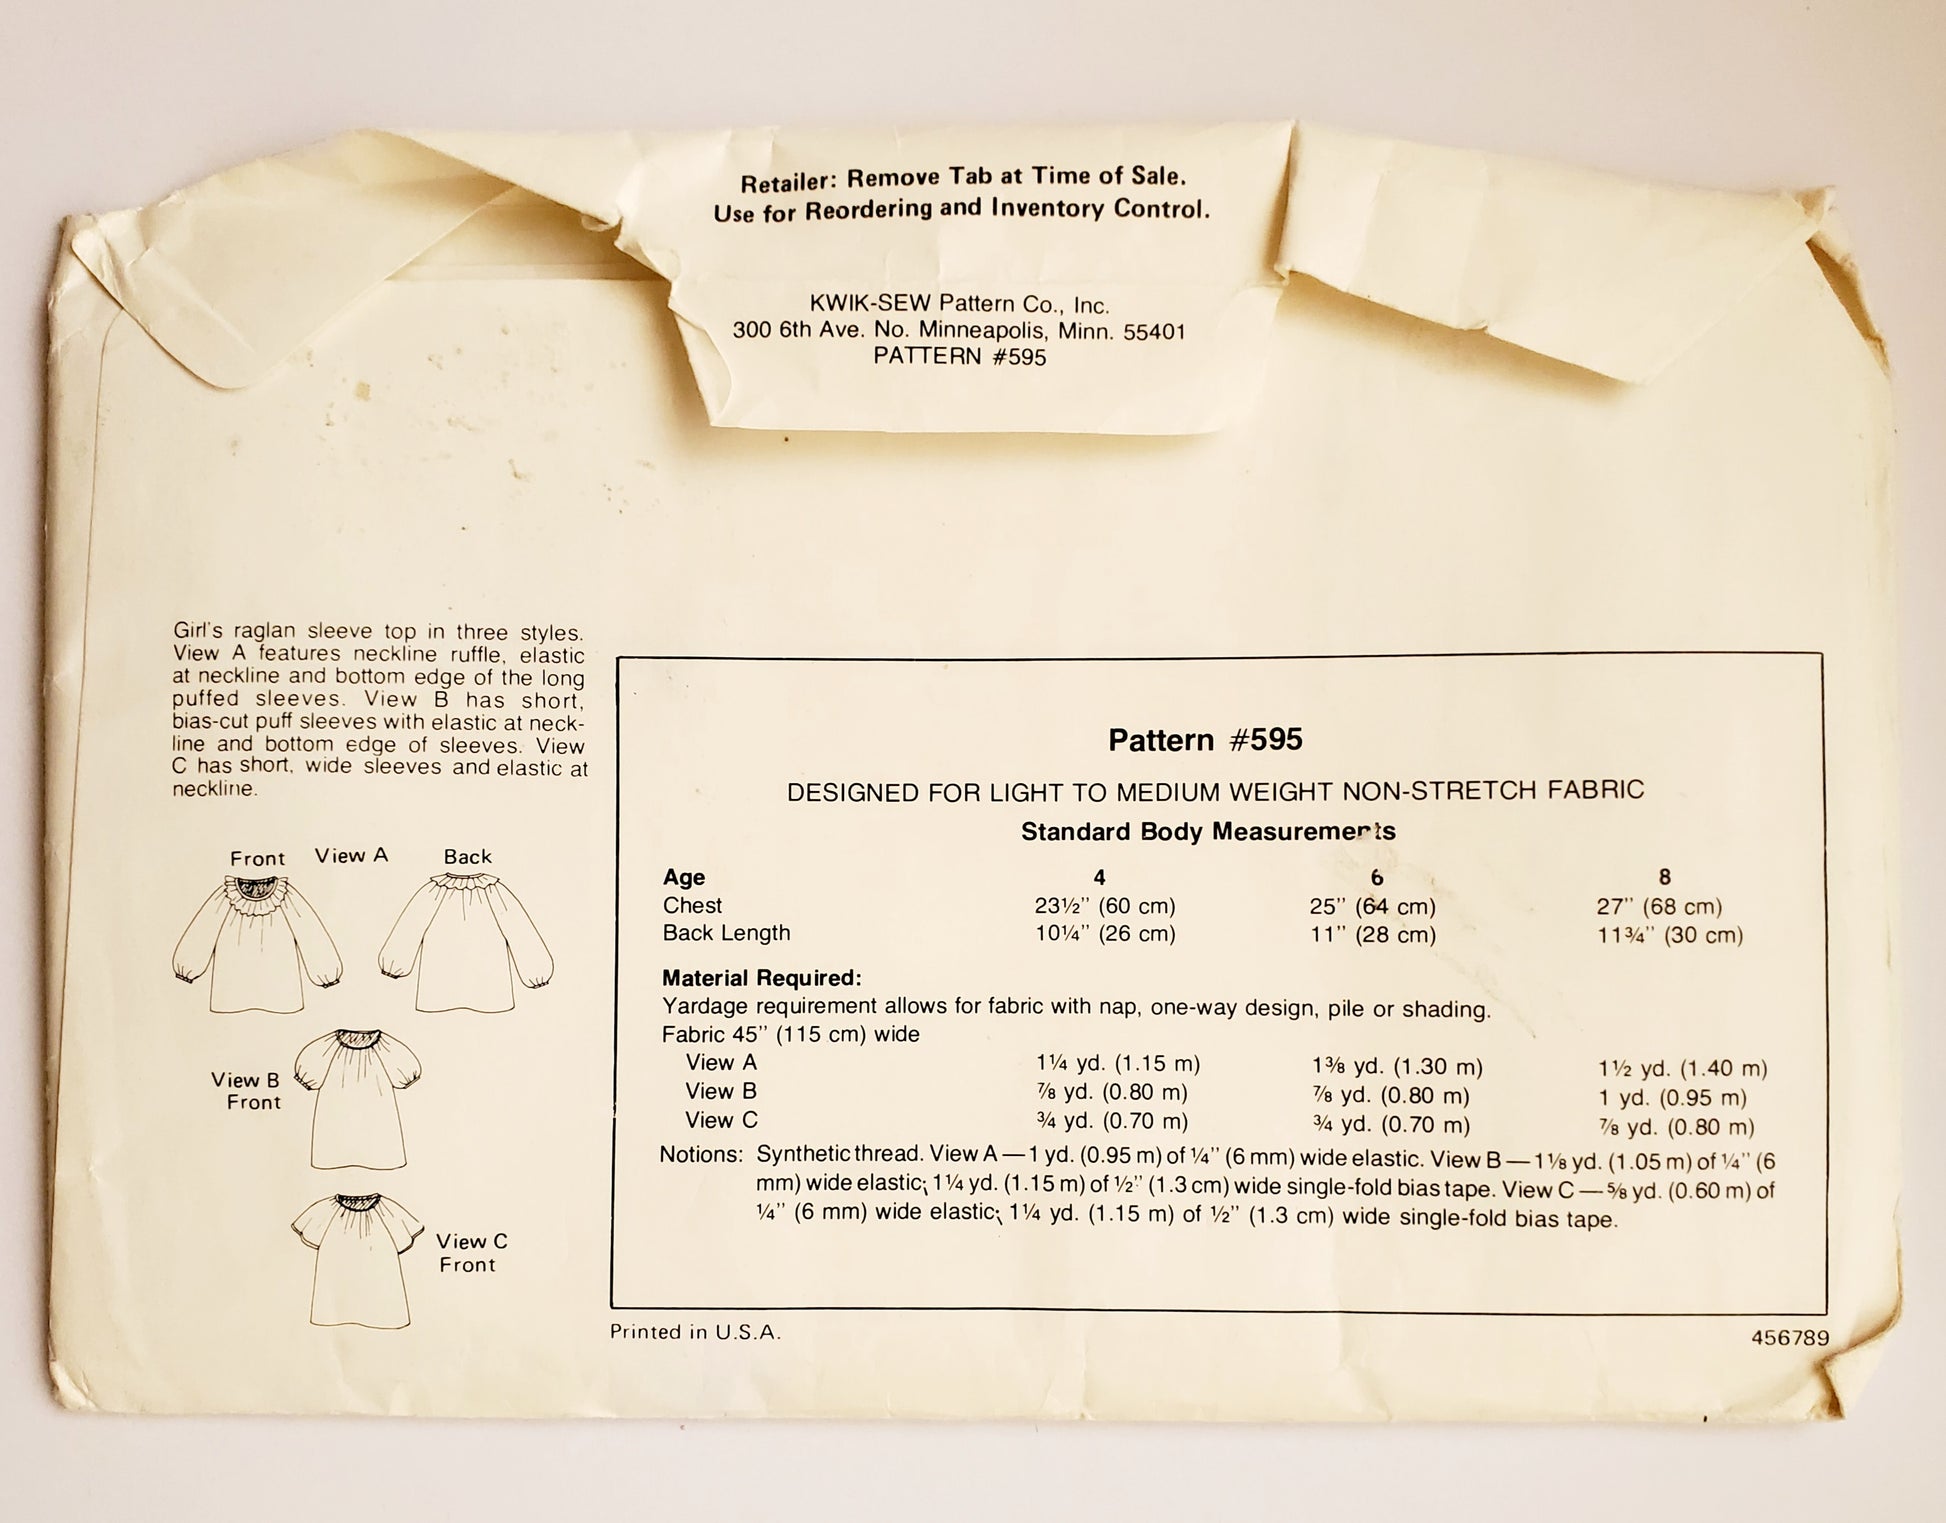 Retailer: Remove Tab at Time of Sale.
Use for Reordering and Inventory Control.
KWIK-SEW Pattern Co., Inc.
300 6th Ave. No. Minneapolis, Minn. 55401
PATTERN #595
Girl's raglan sleeve top in three styles.
View A features neckline ruffle, elastic
at neckline and bottom edge of the long
puffed sleeves. View B has short,
bias-cut puff sleeves with elastic at neck-
line and bottom edge of sleeves. View
C has short, wide sleeves and elastic at
neckline.
Front View A Back
View B
Front
View C
Front
Pattern #595
DESIGNED FOR LIGHT TO MEDIUM WEIGHT NON-STRETCH FABRIC
Standard Body Measurements
Age 4 6 8
Chest 23½" (60 cm) 25" (64 cm) 27" (68 cm)
Back Length 10¼" (26 cm) 11" (28 cm) 11¾" (30 cm)
Material Required:
Yardage requirement allows for fabric with nap, one-way design, pile or shading.
Fabric 45" (115 cm) wide
View A 1¼ yd. (1.15 m) 1⅜ yd. (1.30 m) 1½ yd. (1.40 m)
View B ⅞ yd. (0.80 m) ⅞ yd. (0.80 m) 1 yd. (0.95 m)
View C ¾ yd. (0.70 m) ¾ yd. (0.70 m) ⅞ yd. (0.80 m)
Notions: Synthetic thread. View A—1 yd. (0.95 m) of ¼" (6 mm) wide elastic. View B—1⅛ yd. (1.05 m) of ¼" (6
mm) wide elastic; 1¼ yd. (1.15 m) of ½" (1.3 cm) wide single-fold bias tape. View C—⅝ yd. (0.60 m) of
¼" (6 mm) wide elastic; 1¼ yd. (1.15 m) of ½" (1.3 cm) wide single-fold bias tape.
Printed in U.S.A.
456789